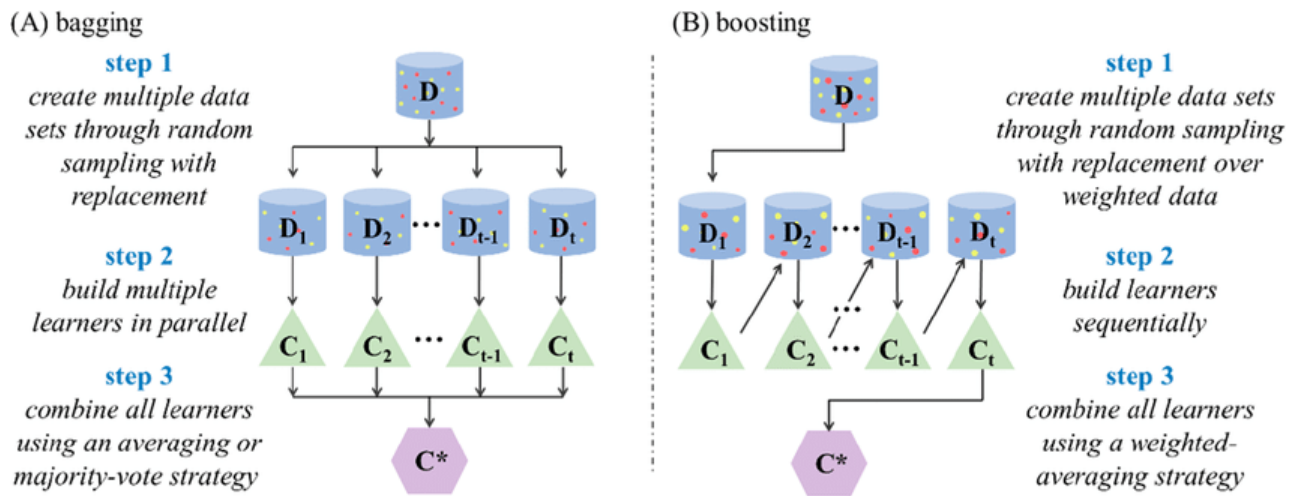 (A) bagging
step 1
create multiple data
sets through random
sampling with
replacement
step 2
build multiple
learners in parallel
step 3
combine all learners
using an averaging or
majority-vote strategy
D
D1 D2 ... Dt-1 Dt
C1 C2 ... Ct-1 Ct
C*
(B) boosting
D
D1 D2 ... Dt-1 Dt
...
C1 C2 ... Ct-1 Ct
C*
step 1
create multiple data sets
through random sampling
with replacement over
weighted data
step 2
build learners
sequentially
step 3
combine all learners
using a weighted-
averaging strategy